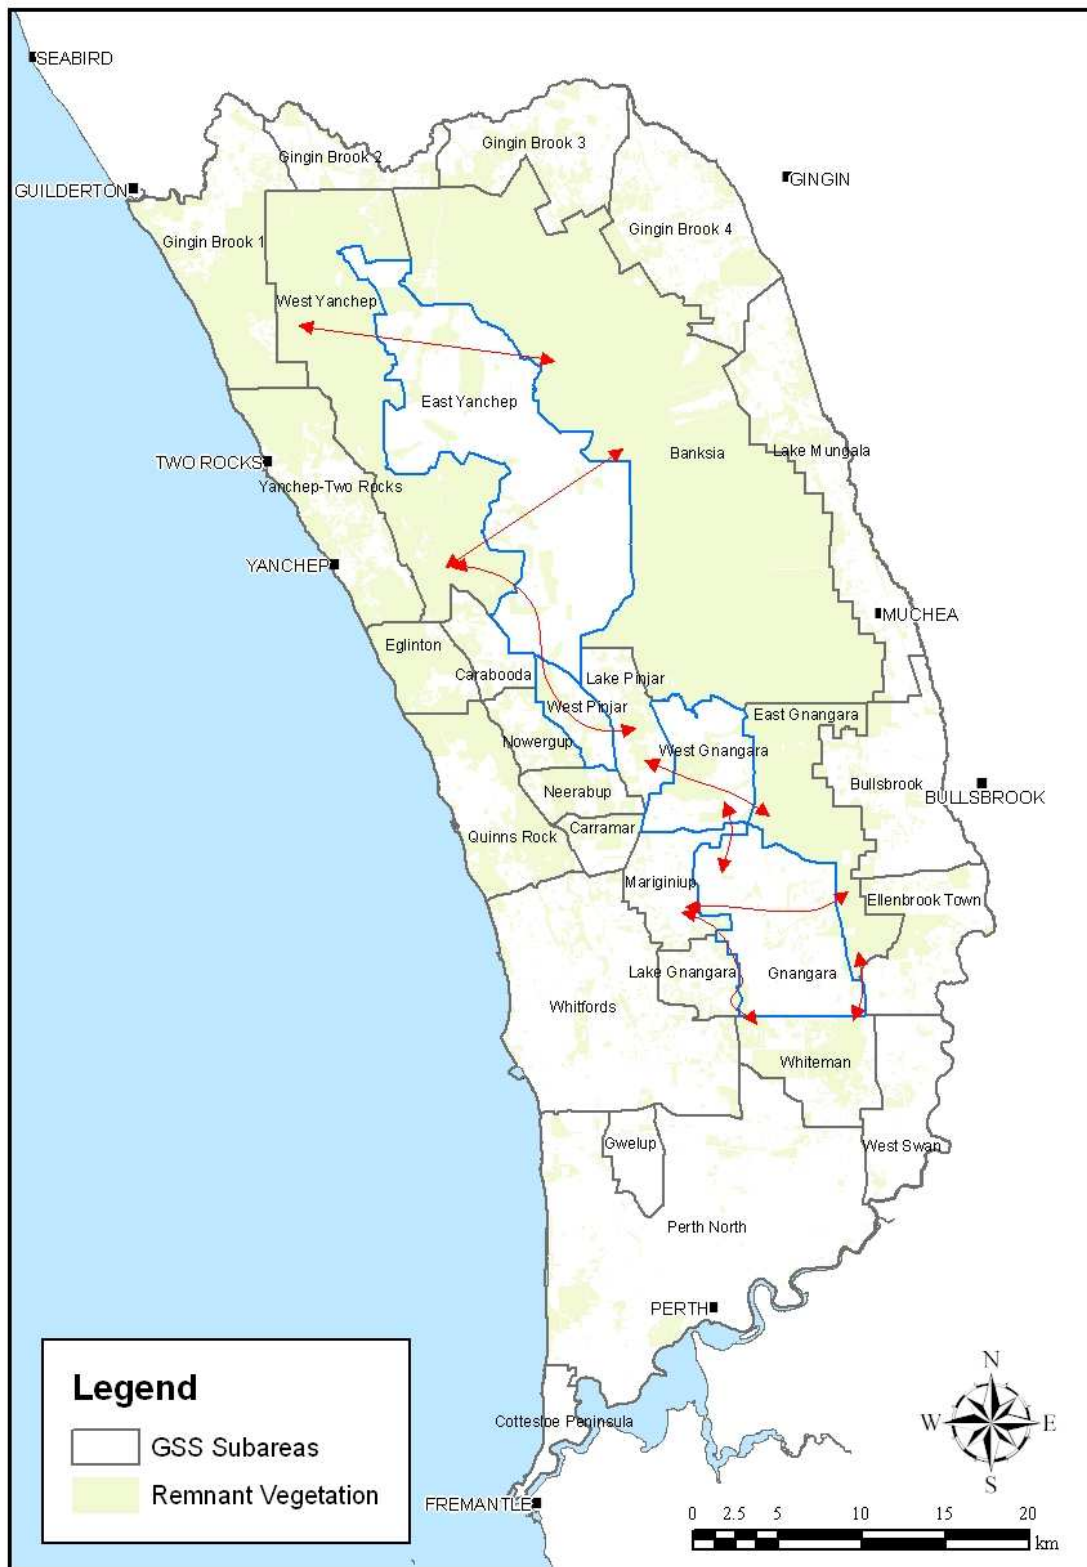 SEABIRD
Gingin Brook 3
Gingin Brook 2
GINGIN
GUILDERTON
Gingin Brook 4
Gingin Brook 1
West Yanchep
East Yanchep
Banksia
Lake Mungala
TWO ROCKS
Yanchep-Two Rocks
YANCHEP
MUCHEA
Eglinton
Carabooda
Lake Pinjar
West Pinjar
East Gnangara
Nowergup
West Gnangara
Bullsbrook
Neerabup
BULLSBROOK
Carramar
Quinns Rock
Mariginiup
Ellenbrook Town
Lake Gnangara
Gnangara
Whitfords
Whiteman
Gwelup
West Swan
Perth North
PERTH
Legend
GSS Subareas
Remnant Vegetation
Cottesloe Peninsula
FREMANTLE
N
W E
S
0 2.5 5 10 15 20
km